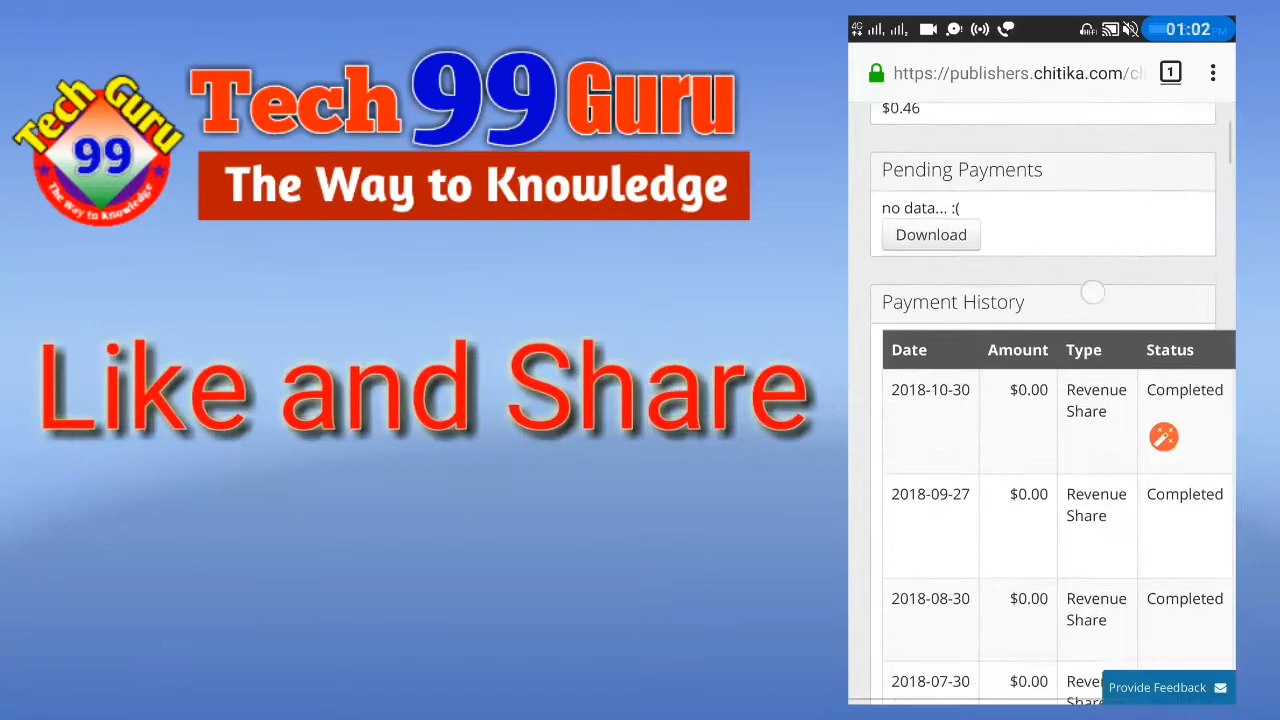 Tech Guru
99
The Way to Knowledge
Tech 99 Guru
The Way to Knowledge
Like and Share
4G
01:02 PM
https://publishers.chitika.com/cl
1
$0.46
Pending Payments
no data... :(
Download
Payment History
Date Amount Type Status
2018-10-30 $0.00 Revenue Share Completed
2018-09-27 $0.00 Revenue Share Completed
2018-08-30 $0.00 Revenue Share Completed
2018-07-30 $0.00
Provide Feedback